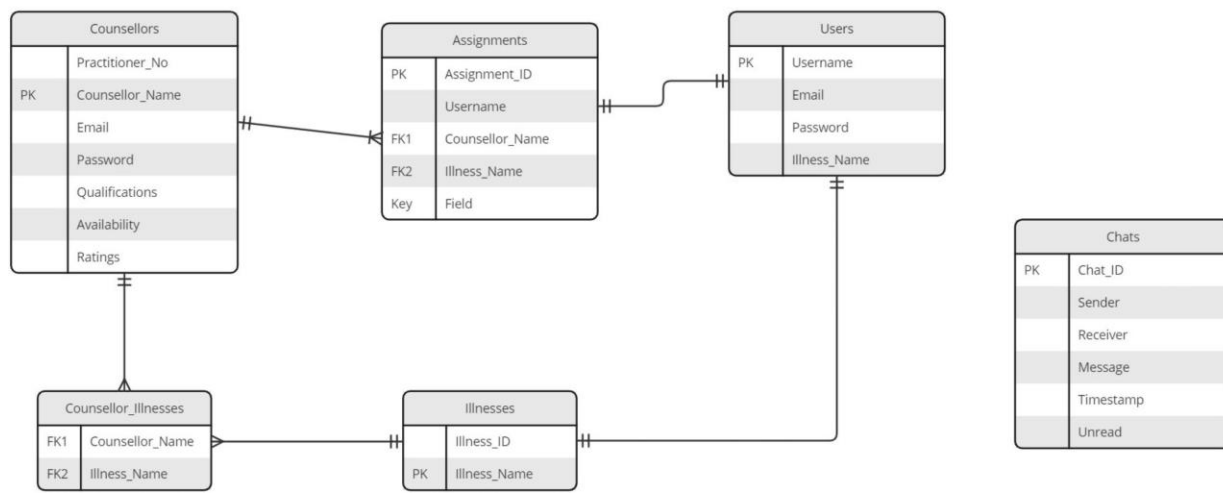 Counsellors
Practitioner_No
PK Counsellor_Name
Email
Password
Qualifications
Availability
Ratings
Assignments
PK Assignment_ID
Username
FK1 Counsellor_Name
FK2 Illness_Name
Key Field
Users
PK Username
Email
Password
Illness_Name
Chats
PK Chat_ID
Sender
Receiver
Message
Timestamp
Unread
Counsellor_Illnesses
FK1 Counsellor_Name
FK2 Illness_Name
Illnesses
Illness_ID
PK Illness_Name